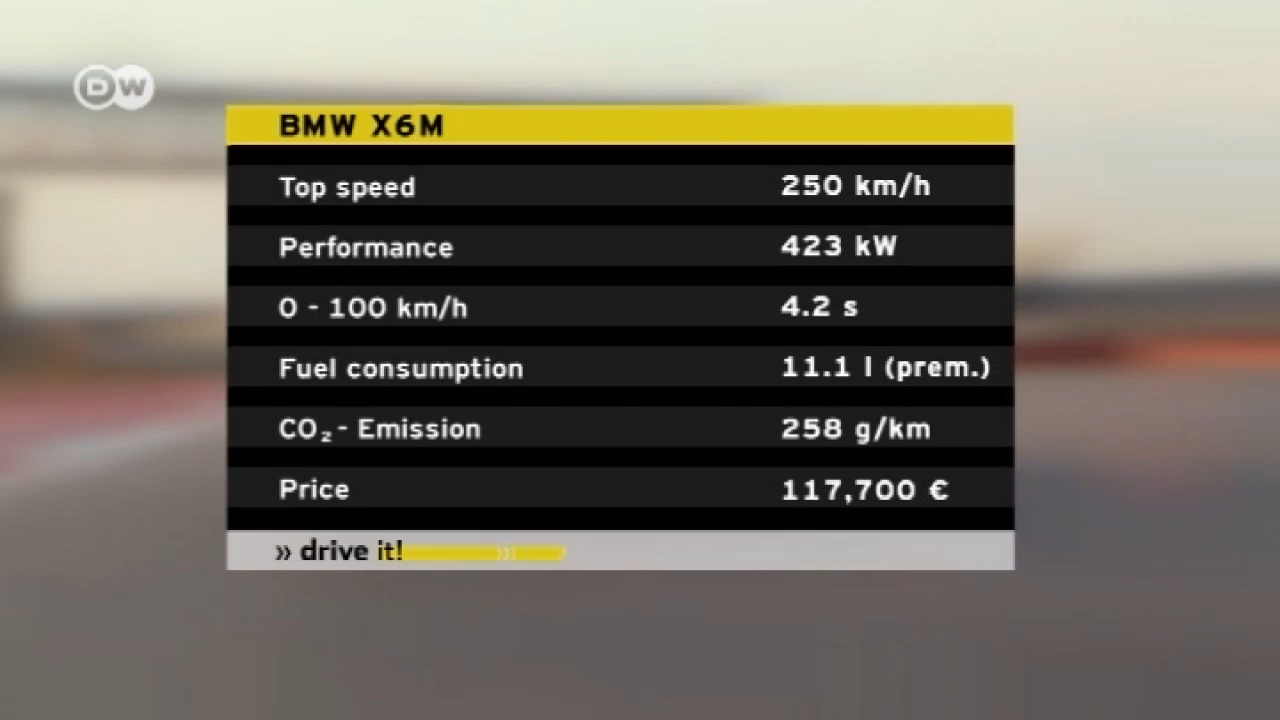 DW
BMW X6M
Top speed 250 km/h
Performance 423 kW
0 - 100 km/h 4.2 s
Fuel consumption 11.1 l (prem.)
CO₂- Emission 258 g/km
Price 117,700 €
» drive it!